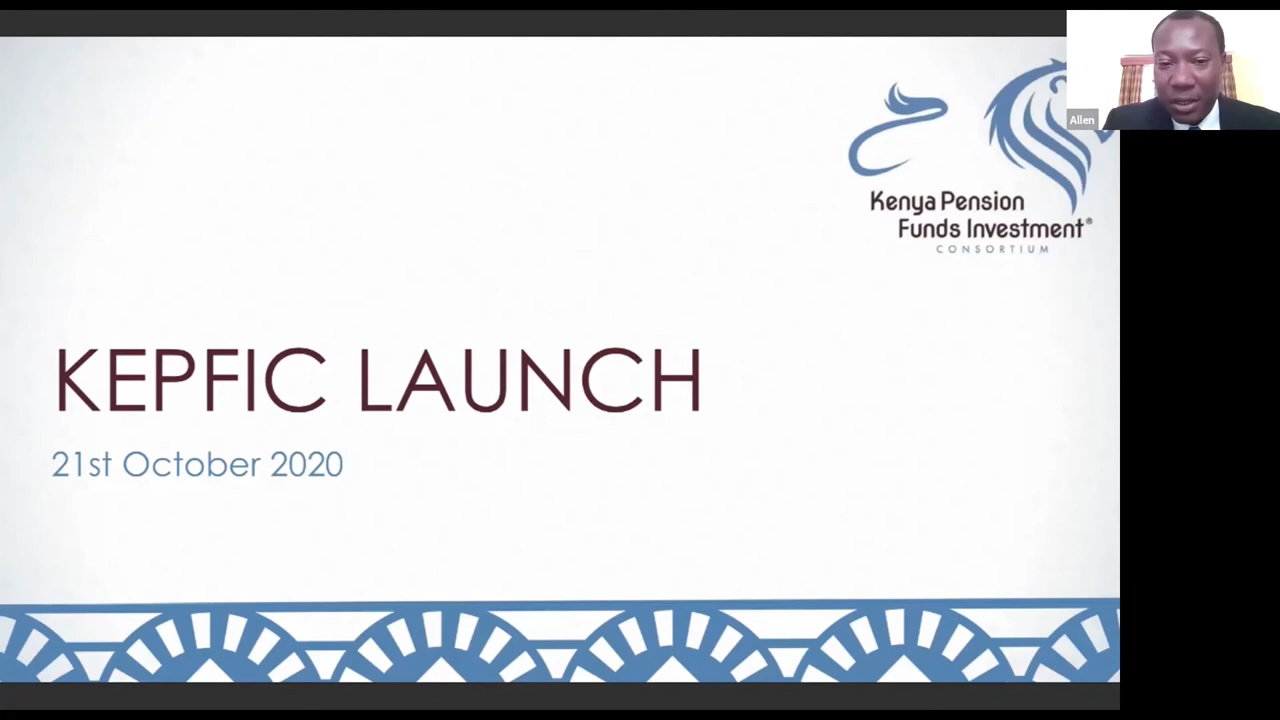 Allen
Kenya Pension
Funds Investment®
CONSORTIUM
KEPFIC LAUNCH
21st October 2020